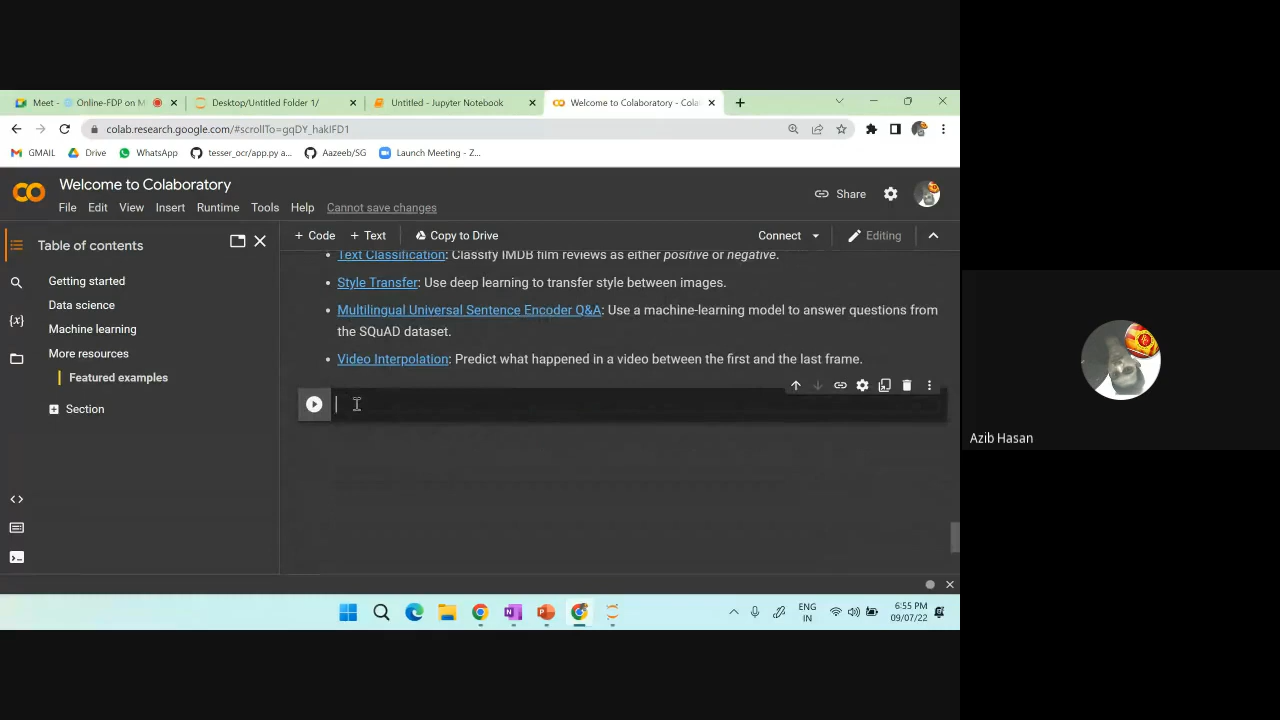 Meet - Online-FDP on M
Desktop/Untitled Folder 1/
Untitled - Jupyter Notebook
Welcome to Colaboratory - Cola
colab.research.google.com/#scrollTo=gqDY_hakIFD1
GMAIL
Drive
WhatsApp
tesser_ocr/app.py a...
Aazeeb/SG
Launch Meeting - Z...
Welcome to Colaboratory
Share
File Edit View Insert Runtime Tools Help Cannot save changes
Table of contents
+ Code + Text Copy to Drive
Connect
Editing
Getting started
Data science
Machine learning
More resources
Featured examples
Section
• Text Classification: Classify IMDB film reviews as either positive or negative.
• Style Transfer: Use deep learning to transfer style between images.
• Multilingual Universal Sentence Encoder Q&A: Use a machine-learning model to answer questions from
the SQuAD dataset.
• Video Interpolation: Predict what happened in a video between the first and the last frame.
Azib Hasan
ENG
IN
6:55 PM
09/07/22